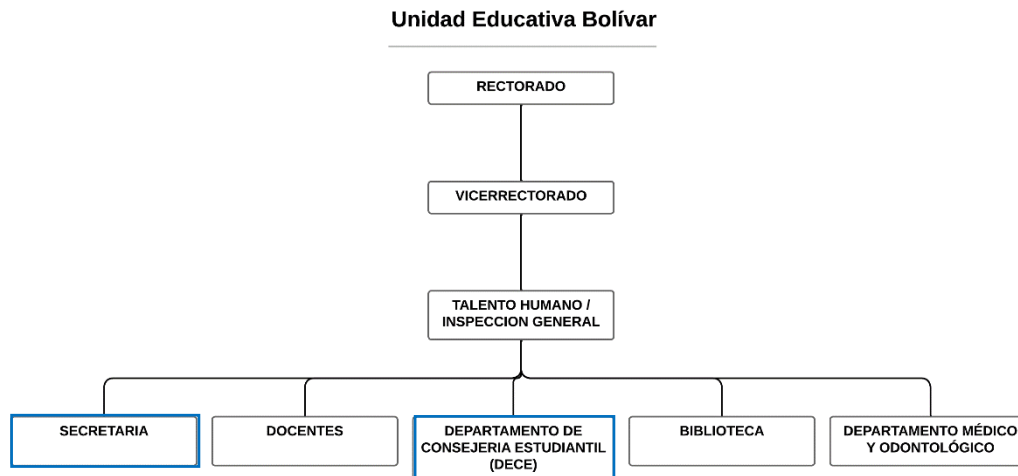 Unidad Educativa Bolívar
RECTORADO
VICERRECTORADO
TALENTO HUMANO /
INSPECCION GENERAL
SECRETARIA
DOCENTES
DEPARTAMENTO DE
CONSEJERIA ESTUDIANTIL
(DECE)
BIBLIOTECA
DEPARTAMENTO MÉDICO
Y ODONTOLÓGICO